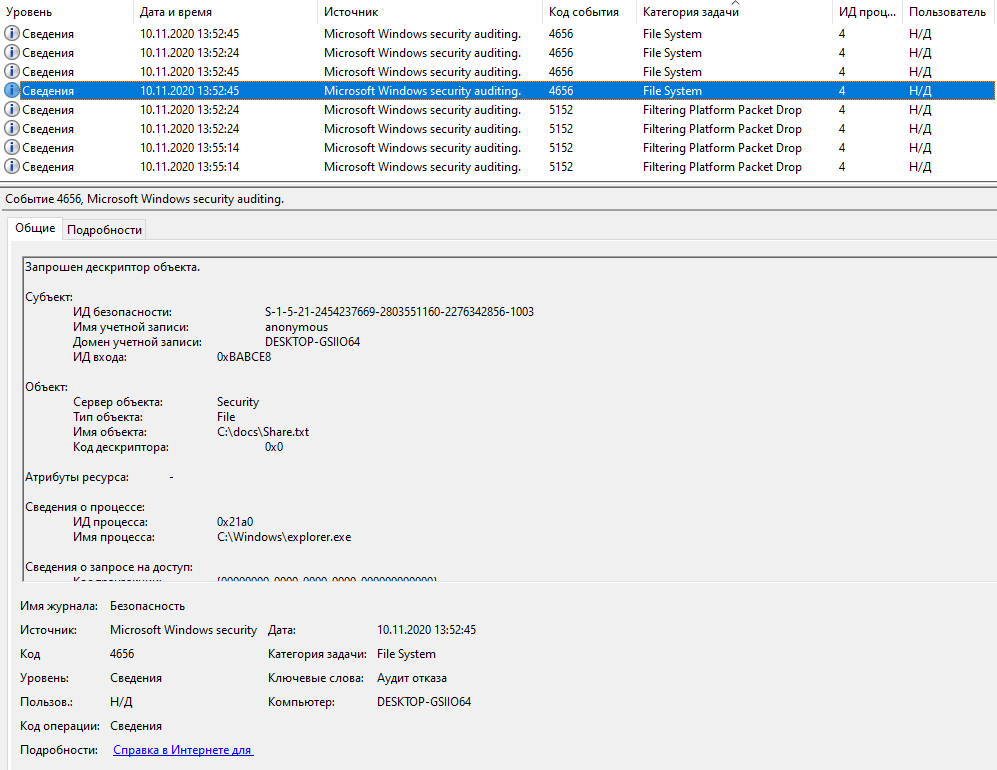 Уровень Дата и время Источник Код события Категория задачи ИД проц... Пользователь
Сведения 10.11.2020 13:52:45 Microsoft Windows security auditing. 4656 File System 4 Н/Д
Сведения 10.11.2020 13:52:24 Microsoft Windows security auditing. 4656 File System 4 Н/Д
Сведения 10.11.2020 13:52:45 Microsoft Windows security auditing. 4656 File System 4 Н/Д
Сведения 10.11.2020 13:52:45 Microsoft Windows security auditing. 4656 File System 4 Н/Д
Сведения 10.11.2020 13:52:24 Microsoft Windows security auditing. 5152 Filtering Platform Packet Drop 4 Н/Д
Сведения 10.11.2020 13:52:24 Microsoft Windows security auditing. 5152 Filtering Platform Packet Drop 4 Н/Д
Сведения 10.11.2020 13:55:14 Microsoft Windows security auditing. 5152 Filtering Platform Packet Drop 4 Н/Д
Сведения 10.11.2020 13:55:14 Microsoft Windows security auditing. 5152 Filtering Platform Packet Drop 4 Н/Д
Событие 4656, Microsoft Windows security auditing.
Общие Подробности
Запрошен дескриптор объекта.
Субъект:
ИД безопасности: S-1-5-21-2454237669-2803551160-2276342856-1003
Имя учетной записи: anonymous
Домен учетной записи: DESKTOP-GSIIO64
ИД входа: 0xBABCE8
Объект:
Сервер объекта: Security
Тип объекта: File
Имя объекта: C:\docs\Share.txt
Код дескриптора: 0x0
Атрибуты ресурса: -
Сведения о процессе:
ИД процесса: 0x21a0
Имя процесса: C:\Windows\explorer.exe
Сведения о запросе на доступ:
Имя журнала: Безопасность
Источник: Microsoft Windows security Дата: 10.11.2020 13:52:45
Код 4656 Категория задачи: File System
Уровень: Сведения Ключевые слова: Аудит отказа
Пользов.: Н/Д Компьютер: DESKTOP-GSIIO64
Код операции: Сведения
Подробности: Справка в Интернете для